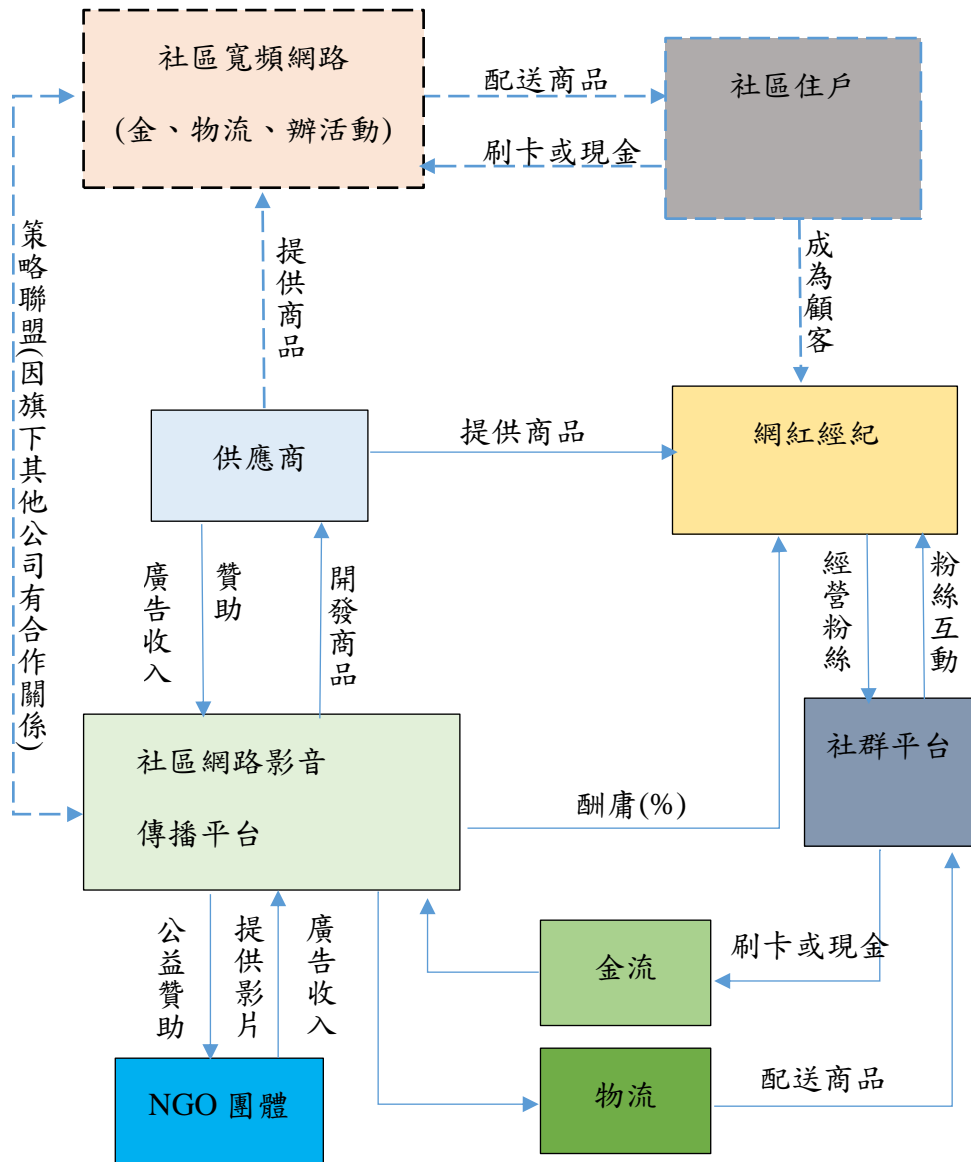 社區寬頻網路
(金、物流、辦活動)
配送商品
刷卡或現金
社區住戶
策略聯盟(因旗下其他公司有合作關係)
提供商品
成為顧客
供應商
提供商品
網紅經紀
廣告收入
贊助
開發商品
經營粉絲
粉絲互動
社區網路影音
傳播平台
酬庸(%)
社群平台
公益贊助
提供影片
廣告收入
金流
刷卡或現金
NGO 團體
物流
配送商品